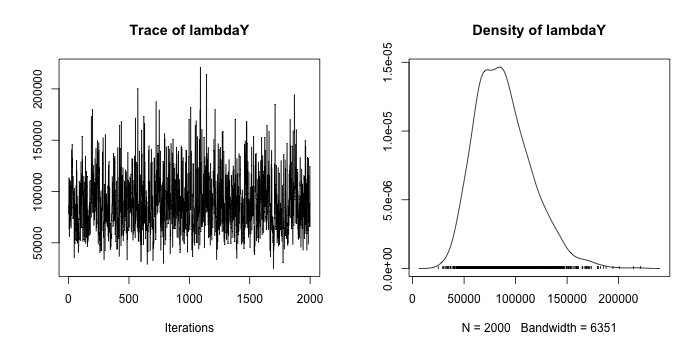 Trace of lambdaY
50000 100000 150000 200000
0 500 1000 1500 2000
Iterations
Density of lambdaY
0.0e+00 5.0e-06 1.0e-05 1.5e-05
0 50000 100000 150000 200000
N = 2000 Bandwidth = 6351